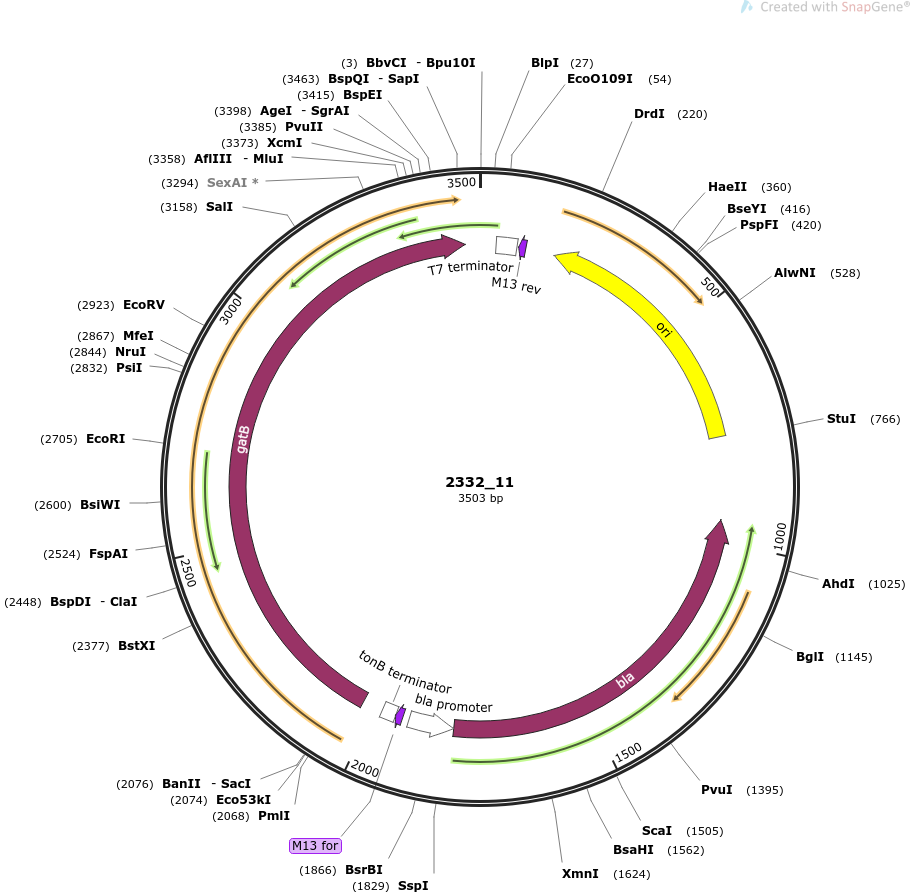 Created with SnapGene®
(3) BbvCI - Bpu10I
(3463) BspQI - SapI
(3415) BspEI
(3398) AgeI - SgrAI
(3385) PvuII
(3373) XcmI
(3358) AflIII - MluI
(3294) SexAI *
(3158) SalI
(2923) EcoRV
(2867) MfeI
(2844) NruI
(2832) PsiI
(2705) EcoRI
(2600) BsiWI
(2524) FspAI
(2448) BspDI - ClaI
(2377) BstXI
(2076) BanII - SacI
(2074) Eco53kI
(2068) PmlI
M13 for
(1866) BsrBI
(1829) SspI
BlpI (27)
EcoO109I (54)
DrdI (220)
HaeII (360)
BseYI (416)
PspFI (420)
AlwNI (528)
StuI (766)
AhdI (1025)
BglI (1145)
PvuI (1395)
ScaI (1505)
BsaHI (1562)
XmnI (1624)
3500
500
1000
1500
2000
2500
3000
T7 terminator
M13 rev
ori
gatB
2332_11
3503 bp
tonB terminator
bla promoter
bla